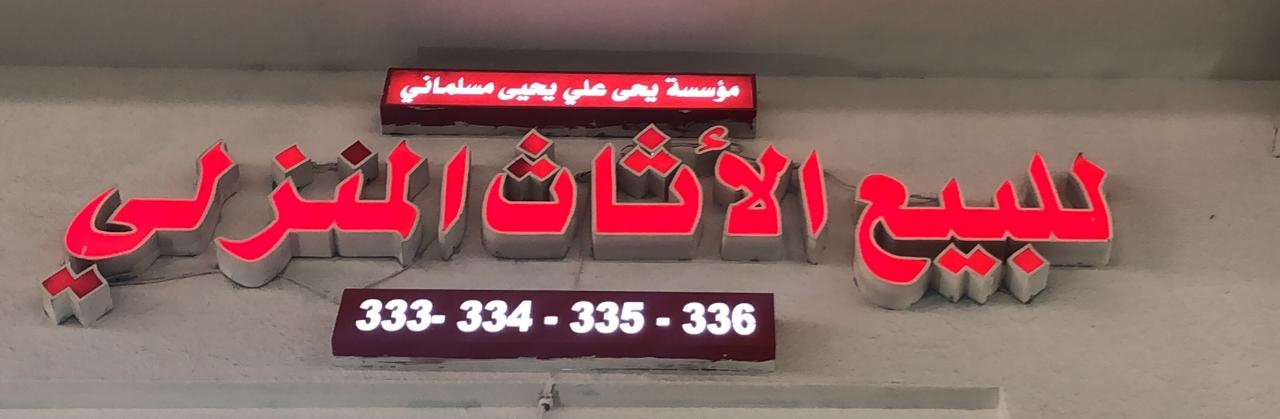 مؤسسة يحى علي يحيى مسلماني
للبيع الأثاث المنزلي
333- 334 - 335 - 336